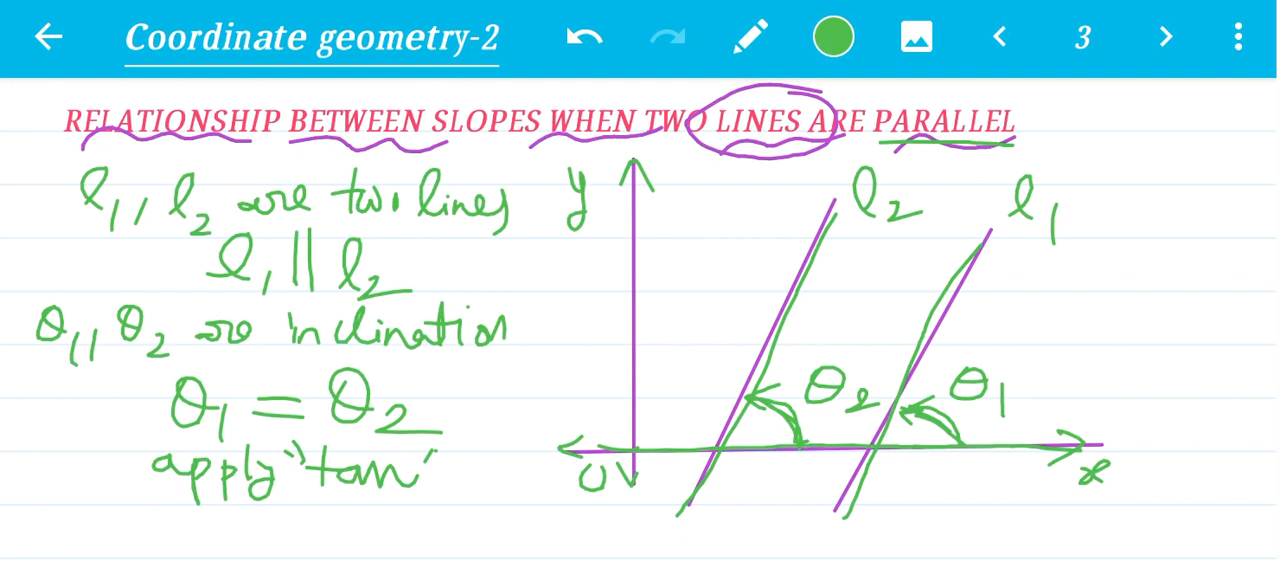 Coordinate geometry-2
3
RELATIONSHIP BETWEEN SLOPES WHEN TWO LINES ARE PARALLEL
l₁, l₂ are two lines
l₁ || l₂
θ₁, θ₂ are inclination
θ₁ = θ₂
apply "tan"
y
l₂
l₁
θ₂
θ₁
O
x